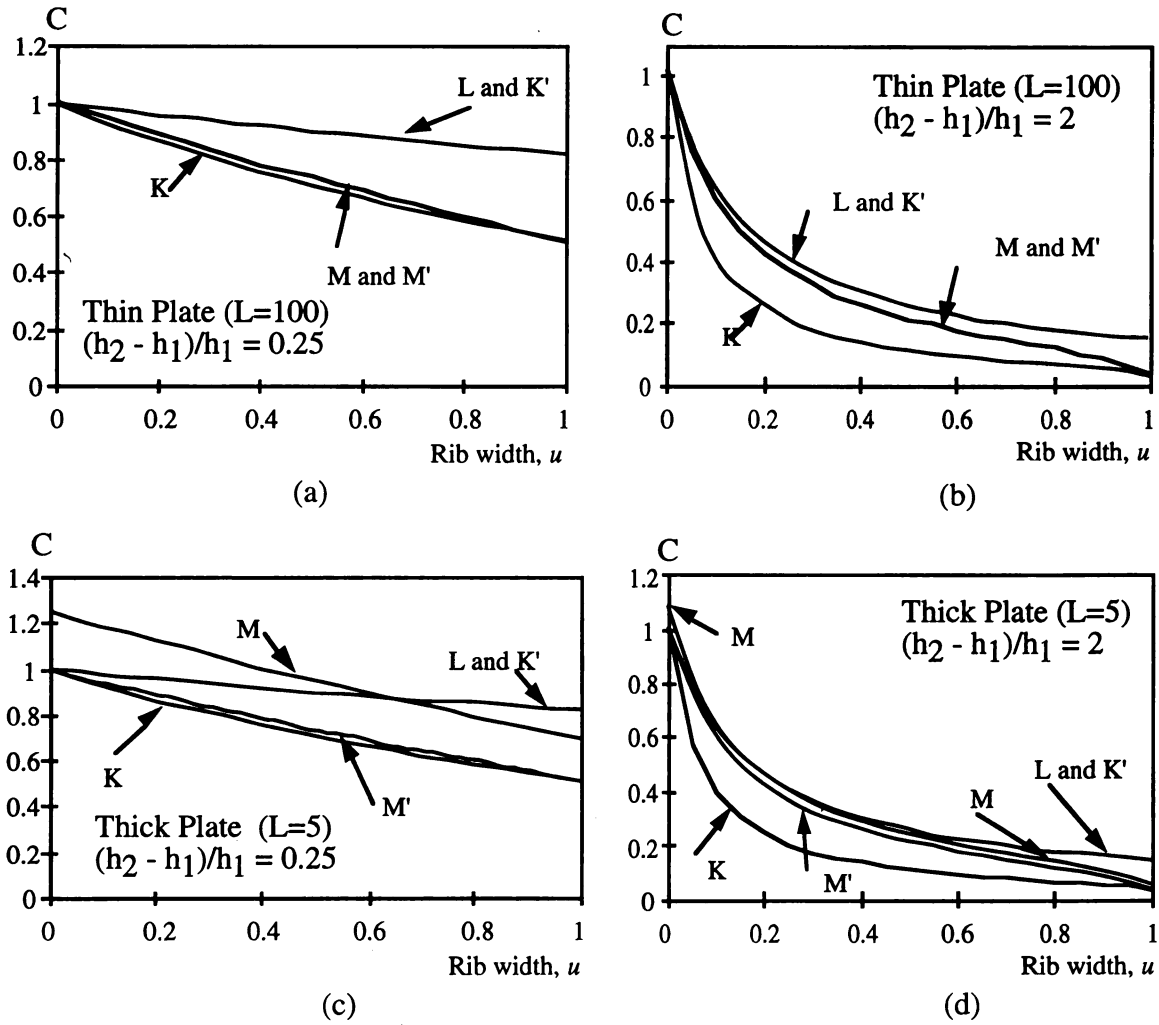 C
1.2
1
0.8
0.6
0.4
0.2
0
0 0.2 0.4 0.6 0.8 1
L and K'
K
M and M'
Thin Plate (L=100)
(h2 - h1)/h1 = 0.25
Rib width, u
(a)
C
1
0.8
0.6
0.4
0.2
0
0 0.2 0.4 0.6 0.8 1
Thin Plate (L=100)
(h2 - h1)/h1 = 2
L and K'
M and M'
K
Rib width, u
(b)
C
1.4
1.2
1
0.8
0.6
0.4
0.2
0
0 0.2 0.4 0.6 0.8 1
M
L and K'
K
M'
Thick Plate (L=5)
(h2 - h1)/h1 = 0.25
Rib width, u
(c)
C
1.2
1
0.8
0.6
0.4
0.2
0
0 0.2 0.4 0.6 0.8 1
Thick Plate (L=5)
(h2 - h1)/h1 = 2
M
L and K'
M
K
M'
Rib width, u
(d)